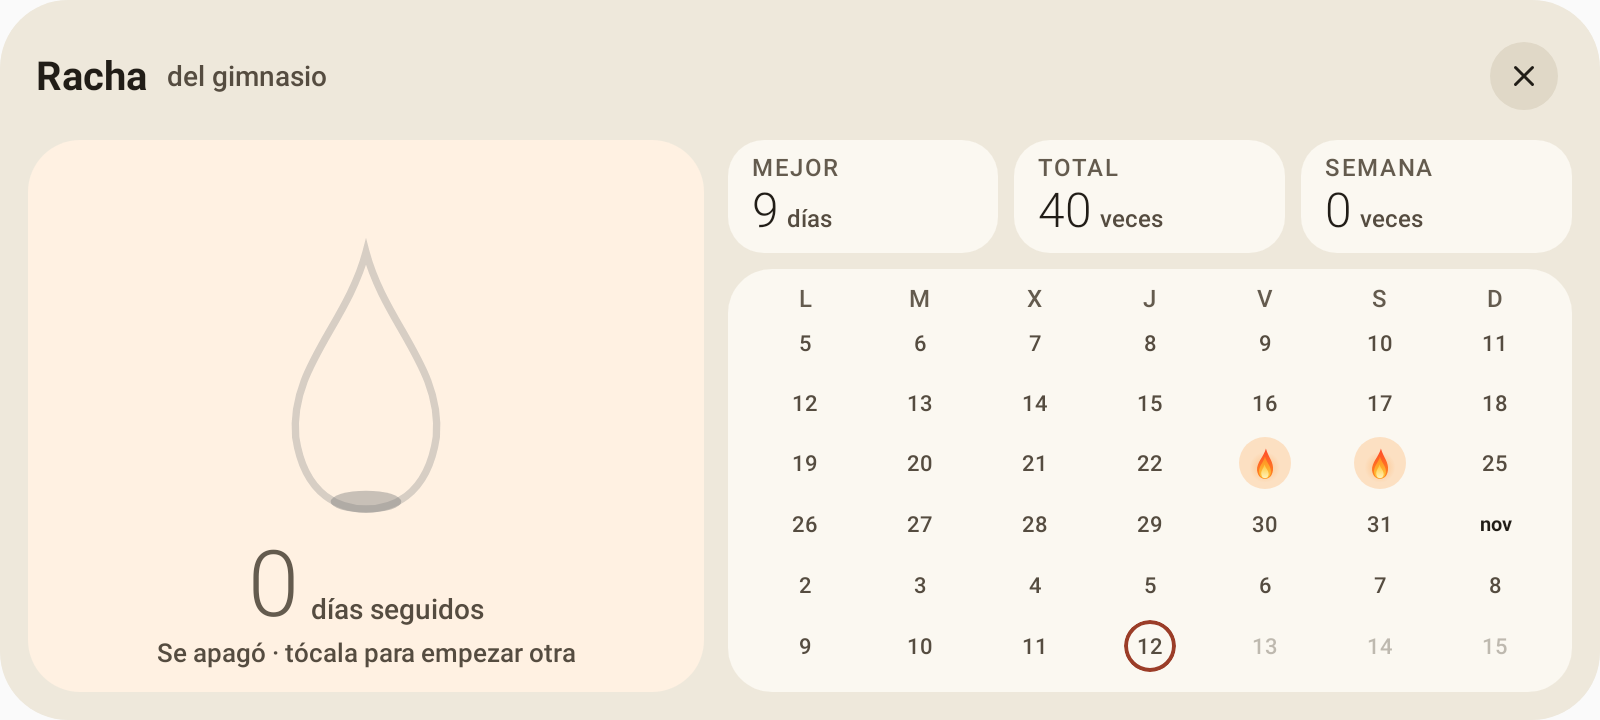 Racha del gimnasio
MEJOR
9 días
TOTAL
40 veces
SEMANA
0 veces
0 días seguidos
Se apagó · tócala para empezar otra
L M X J V S D
5 6 7 8 9 10 11
12 13 14 15 16 17 18
19 20 21 22 25
26 27 28 29 30 31 nov
2 3 4 5 6 7 8
9 10 11 12 13 14 15